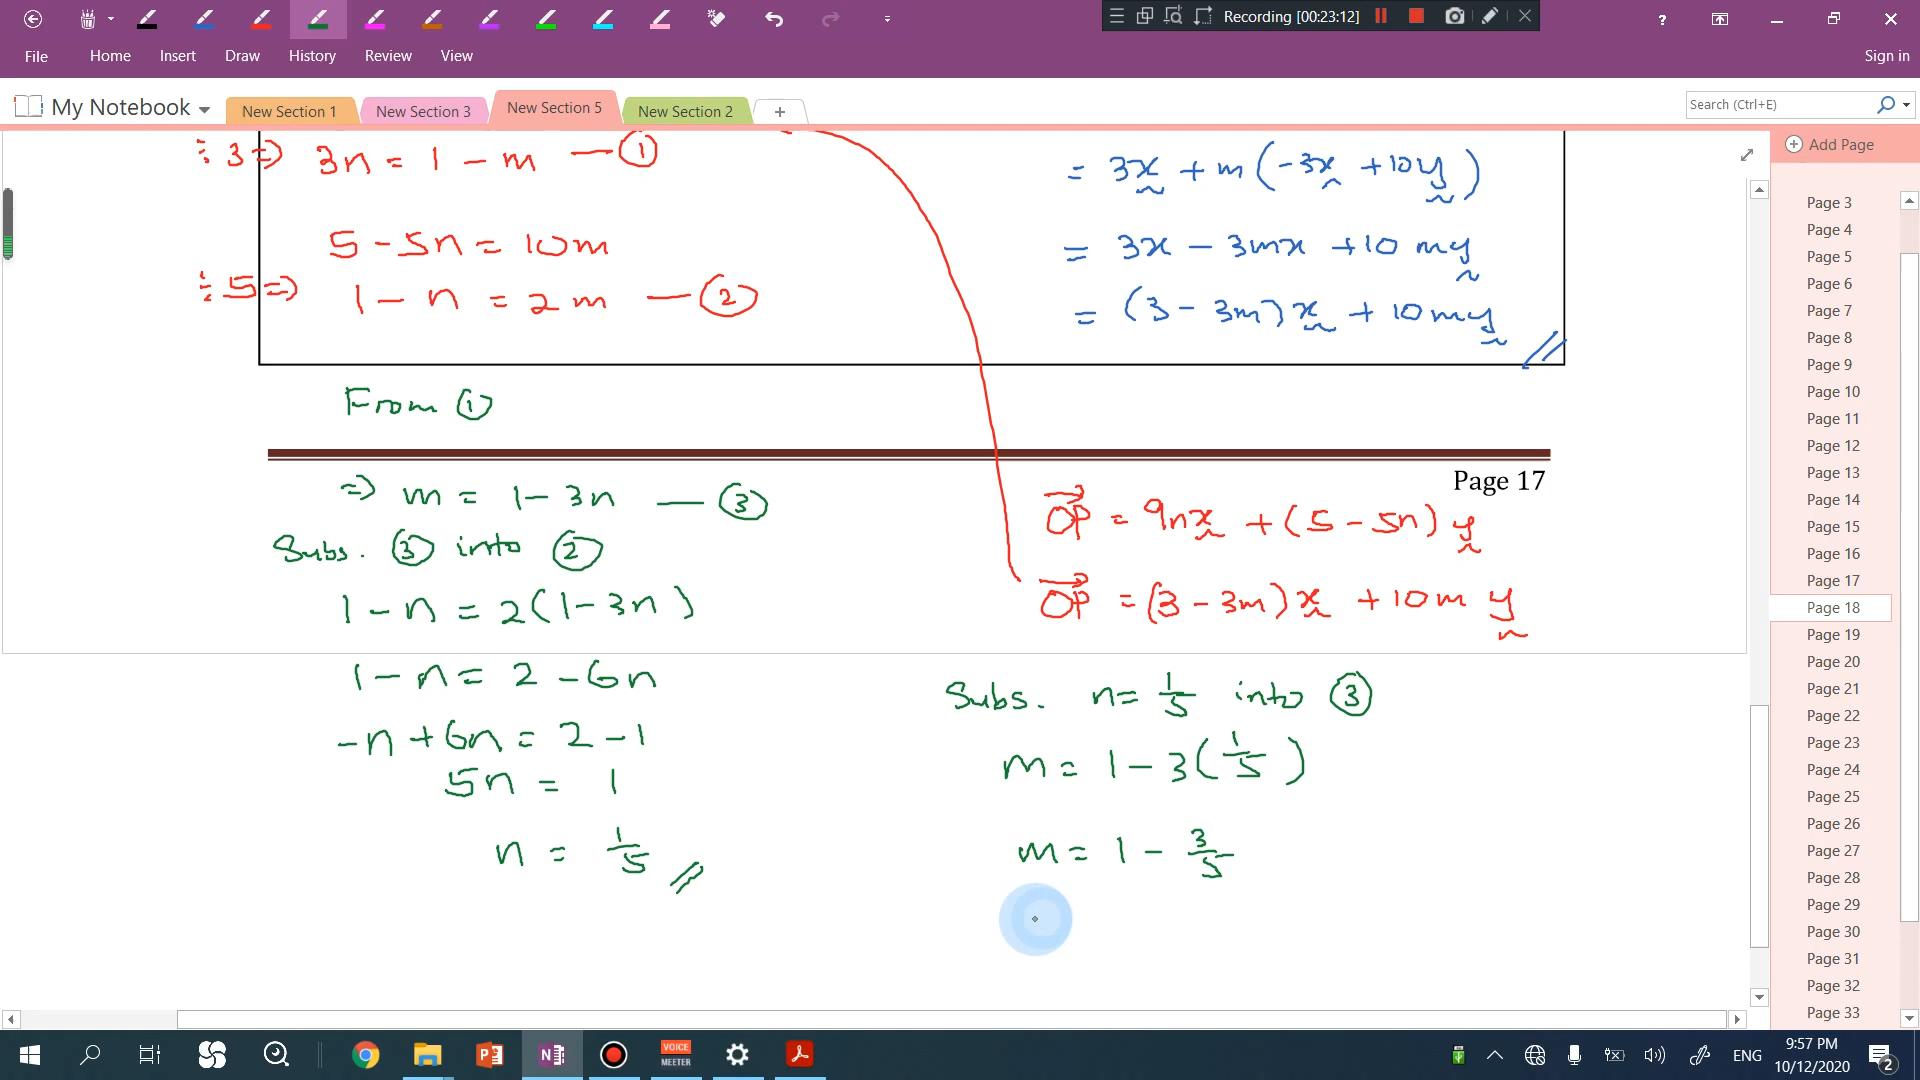 Recording [00:23:12]
?
File Home Insert Draw History Review View
Sign in
My Notebook
New Section 1 New Section 3 New Section 5 New Section 2 +
Search (Ctrl+E)
Add Page
÷3 => 3n = 1 - m — ①
5 - 5n = 10m
÷5 => 1 - n = 2m — ②
= 3x + m(-3x + 10y)
= 3x - 3mx + 10my
= (3 - 3m)x + 10my //
From ①
Page 17
=> m = 1 - 3n — ③
Subs. ③ into ②
1 - n = 2(1 - 3n)
1 - n = 2 - 6n
-n + 6n = 2 - 1
5n = 1
n = 1/5 //
OP = 9nx + (5 - 5n)y
OP = (3 - 3m)x + 10m y
Subs. n = 1/5 into ③
m = 1 - 3(1/5)
m = 1 - 3/5
Page 3
Page 4
Page 5
Page 6
Page 7
Page 8
Page 9
Page 10
Page 11
Page 12
Page 13
Page 14
Page 15
Page 16
Page 17
Page 18
Page 19
Page 20
Page 21
Page 22
Page 23
Page 24
Page 25
Page 26
Page 27
Page 28
Page 29
Page 30
Page 31
Page 32
Page 33
VOICE
MEETER
ENG
9:57 PM
10/12/2020
2